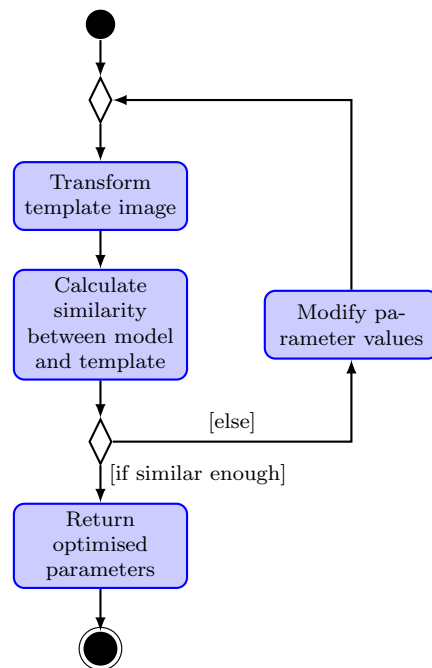 Transform
template image
Calculate
similarity
between model
and template
Modify pa-
rameter values
[else]
[if similar enough]
Return
optimised
parameters